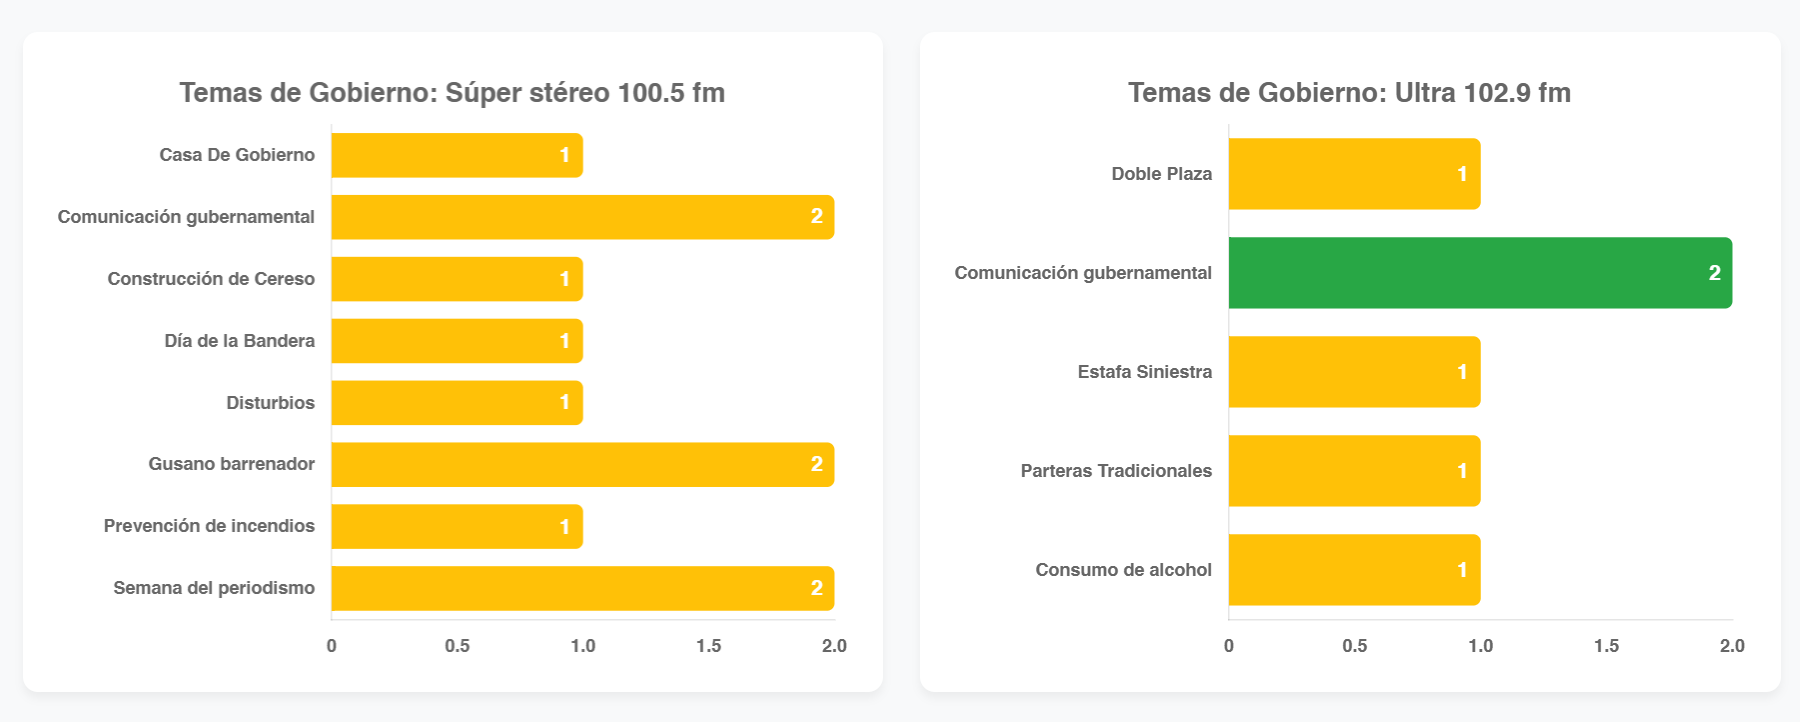 Temas de Gobierno: Súper stéreo 100.5 fm
Casa De Gobierno 1
Comunicación gubernamental 2
Construcción de Cereso 1
Día de la Bandera 1
Disturbios 1
Gusano barrenador 2
Prevención de incendios 1
Semana del periodismo 2
0 0.5 1.0 1.5 2.0
Temas de Gobierno: Ultra 102.9 fm
Doble Plaza 1
Comunicación gubernamental 2
Estafa Siniestra 1
Parteras Tradicionales 1
Consumo de alcohol 1
0 0.5 1.0 1.5 2.0